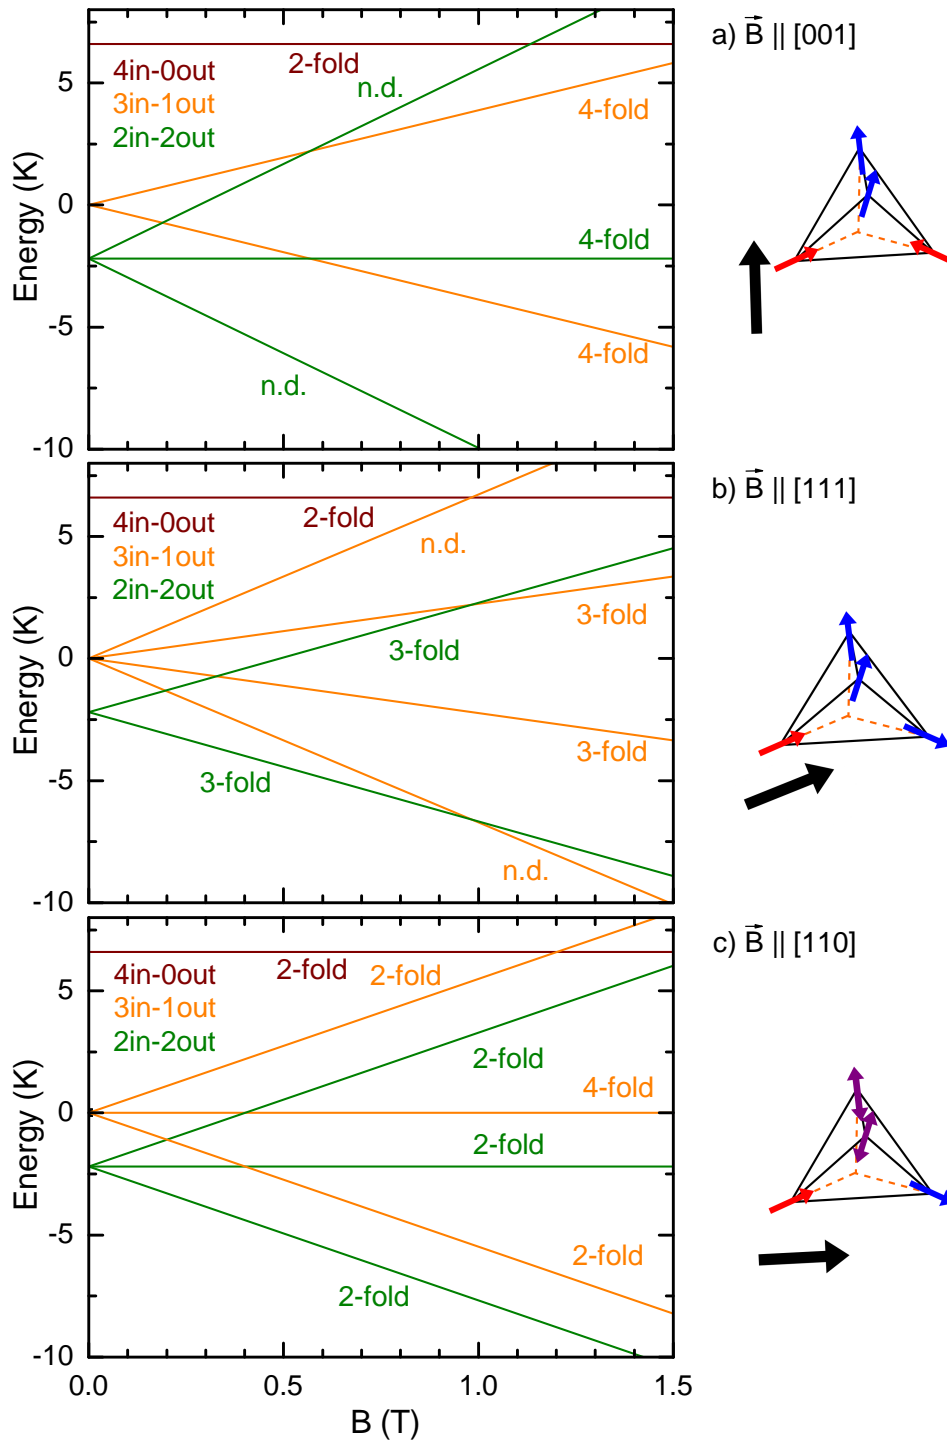 a) B || [001]
4in-0out
3in-1out
2in-2out
2-fold
n.d.
4-fold
4-fold
4-fold
n.d.
5
0
-5
-10
Energy (K)
b) B || [111]
4in-0out
3in-1out
2in-2out
2-fold
n.d.
3-fold
3-fold
3-fold
3-fold
n.d.
5
0
-5
-10
Energy (K)
c) B || [110]
4in-0out
3in-1out
2in-2out
2-fold
2-fold
2-fold
4-fold
2-fold
2-fold
2-fold
5
0
-5
-10
Energy (K)
0.0 0.5 1.0 1.5
B (T)